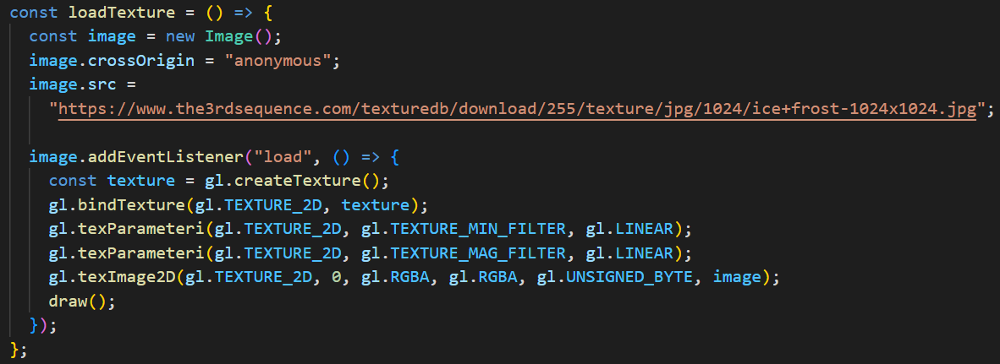 const loadTexture = () => {
  const image = new Image();
  image.crossOrigin = "anonymous";
  image.src =
    "https://www.the3rdsequence.com/texturedb/download/255/texture/jpg/1024/ice+frost-1024x1024.jpg";

  image.addEventListener("load", () => {
    const texture = gl.createTexture();
    gl.bindTexture(gl.TEXTURE_2D, texture);
    gl.texParameteri(gl.TEXTURE_2D, gl.TEXTURE_MIN_FILTER, gl.LINEAR);
    gl.texParameteri(gl.TEXTURE_2D, gl.TEXTURE_MAG_FILTER, gl.LINEAR);
    gl.texImage2D(gl.TEXTURE_2D, 0, gl.RGBA, gl.RGBA, gl.UNSIGNED_BYTE, image);
    draw();
  });
};